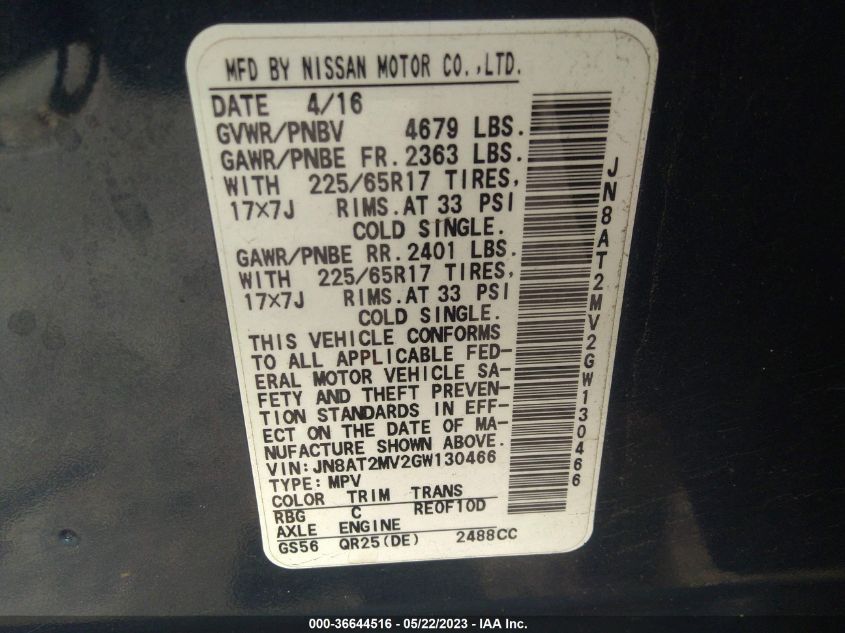 MFD BY NISSAN MOTOR CO.,LTD.
DATE 4/16
GVWR/PNBV 4679 LBS.
GAWR/PNBE FR. 2363 LBS.
WITH 225/65R17 TIRES,
17×7J RIMS.AT 33 PSI
COLD SINGLE.
GAWR/PNBE RR. 2401 LBS.
WITH 225/65R17 TIRES,
17×7J RIMS.AT 33 PSI
COLD SINGLE.
THIS VEHICLE CONFORMS
TO ALL APPLICABLE FED-
ERAL MOTOR VEHICLE SA-
FETY AND THEFT PREVEN-
TION STANDARDS IN EFF-
ECT ON THE DATE OF MA-
NUFACTURE SHOWN ABOVE.
VIN:JN8AT2MV2GW130466
TYPE:MPV
COLOR TRIM TRANS
RBG C RE0F10D
AXLE ENGINE
GS56 QR25(DE) 2488CC
JN8AT2MV2GW130466
000-36644516 - 05/22/2023 - IAA Inc.